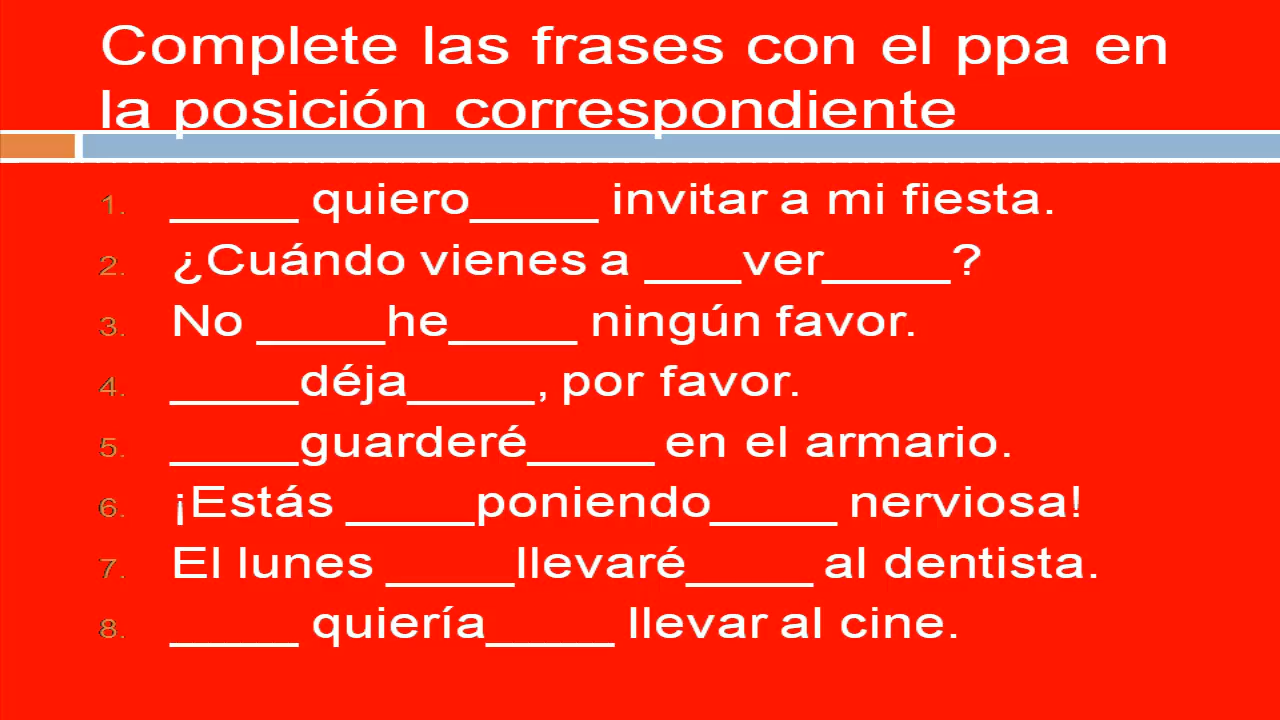 Complete las frases con el ppa en
la posición correspondiente
1. _____ quiero_____ invitar a mi fiesta.
2. ¿Cuándo vienes a ____ver_____?
3. No _____he_____ ningún favor.
4. _____déja_____, por favor.
5. _____guarderé_____ en el armario.
6. ¡Estás _____poniendo_____ nerviosa!
7. El lunes _____llevaré_____ al dentista.
8. _____ quiería_____ llevar al cine.